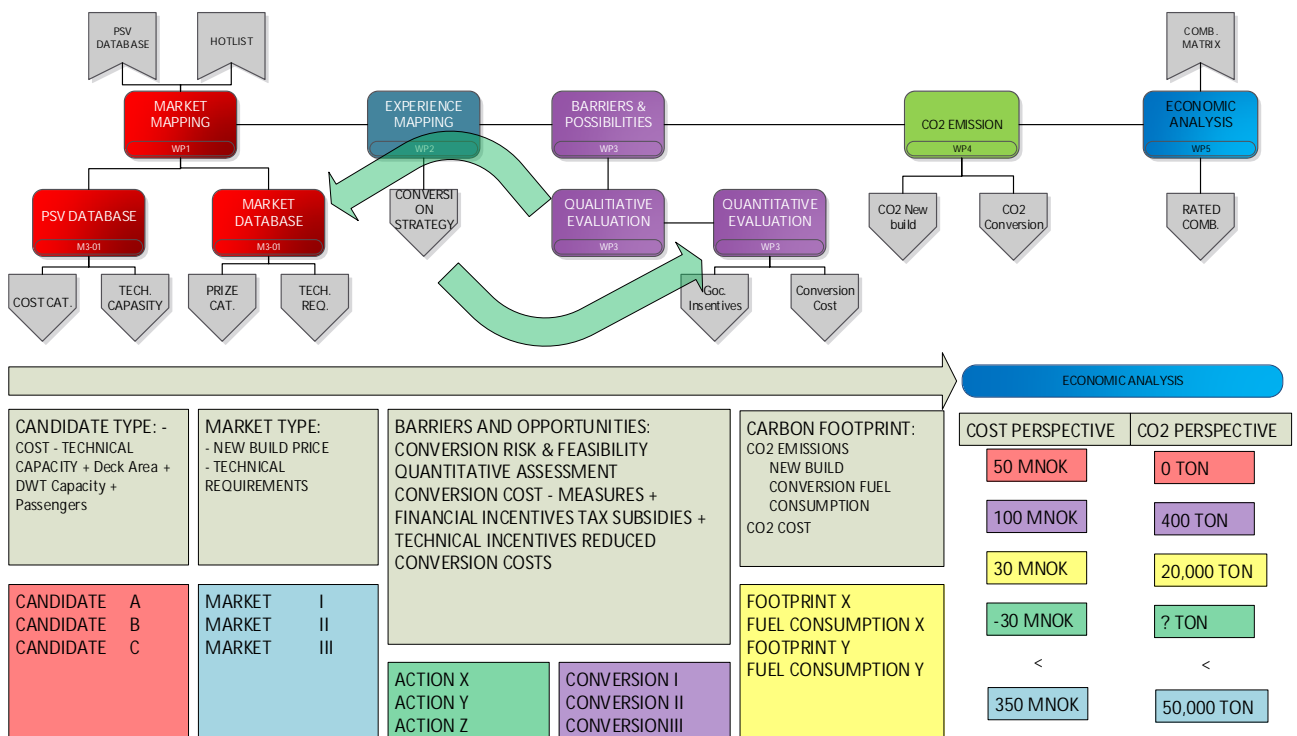 PSV
DATABASE
HOTLIST
COMB.
MATRIX
MARKET
MAPPING
WP1
EXPERIENCE
MAPPING
WP2
BARRIERS &
POSSIBILITIES
WP3
CO2 EMISSION
WP4
ECONOMIC
ANALYSIS
WP5
PSV DATABASE
M3-01
MARKET
DATABASE
M3-01
CONVERSI
ON
STRATEGY
QUALITIATIVE
EVALUATION
WP3
QUANTITATIVE
EVALUATION
WP3
CO2 New
build
CO2
Conversion
RATED
COMB.
COST CAT.
TECH.
CAPASITY
PRIZE
CAT.
TECH.
REQ.
Goc.
Insentives
Conversion
Cost
ECONOMIC ANALYSIS
CANDIDATE TYPE: -
COST - TECHNICAL
CAPACITY + Deck Area +
DWT Capacity +
Passengers
MARKET TYPE:
- NEW BUILD PRICE
- TECHNICAL
REQUIREMENTS
BARRIERS AND OPPORTUNITIES:
CONVERSION RISK & FEASIBILITY
QUANTITATIVE ASSESSMENT
CONVERSION COST - MEASURES +
FINANCIAL INCENTIVES TAX SUBSIDIES +
TECHNICAL INCENTIVES REDUCED
CONVERSION COSTS
CARBON FOOTPRINT:
CO2 EMISSIONS
NEW BUILD
CONVERSION FUEL
CONSUMPTION
CO2 COST
COST PERSPECTIVE
CO2 PERSPECTIVE
50 MNOK
0 TON
100 MNOK
400 TON
30 MNOK
20,000 TON
-30 MNOK
? TON
<
<
350 MNOK
50,000 TON
CANDIDATE A
CANDIDATE B
CANDIDATE C
MARKET I
MARKET II
MARKET III
ACTION X
ACTION Y
ACTION Z
CONVERSION I
CONVERSION II
CONVERSIONIII
FOOTPRINT X
FUEL CONSUMPTION X
FOOTPRINT Y
FUEL CONSUMPTION Y